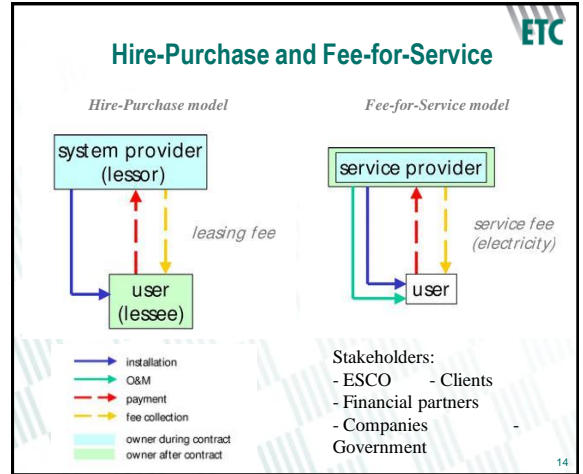 ETC
Hire-Purchase and Fee-for-Service
Hire-Purchase model
Fee-for-Service model
system provider
(lessor)
leasing fee
user
(lessee)
service provider
service fee
(electricity)
user
installation
O&M
payment
fee collection
owner during contract
owner after contract
Stakeholders:
- ESCO - Clients
- Financial partners
- Companies -
Government
14